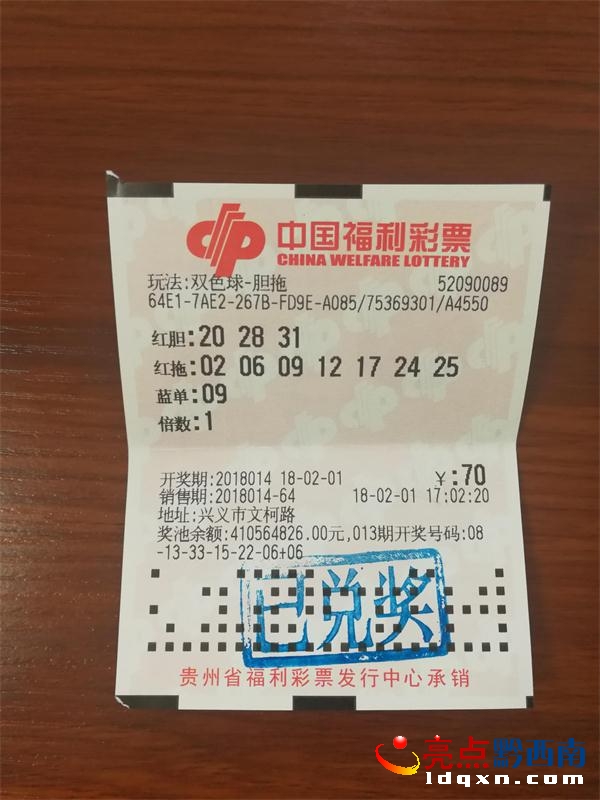 中国福利彩票
CHINA WELFARE LOTTERY
玩法:双色球-胆拖 52090089
64E1-7AE2-267B-FD9E-A085/75369301/A4550
红胆:20 28 31
红拖:02 06 09 12 17 24 25
蓝单:09
倍数:1
开奖期:2018014 18-02-01 ¥:70
销售期:2018014-64 18-02-01 17:02:20
地址:兴义市文柯路
奖池余额:410564826.00元,013期开奖号码:08
-13-33-15-22-06+06
已兑奖
贵州省福利彩票发行中心承销
亮点黔西南
ldqxn.com